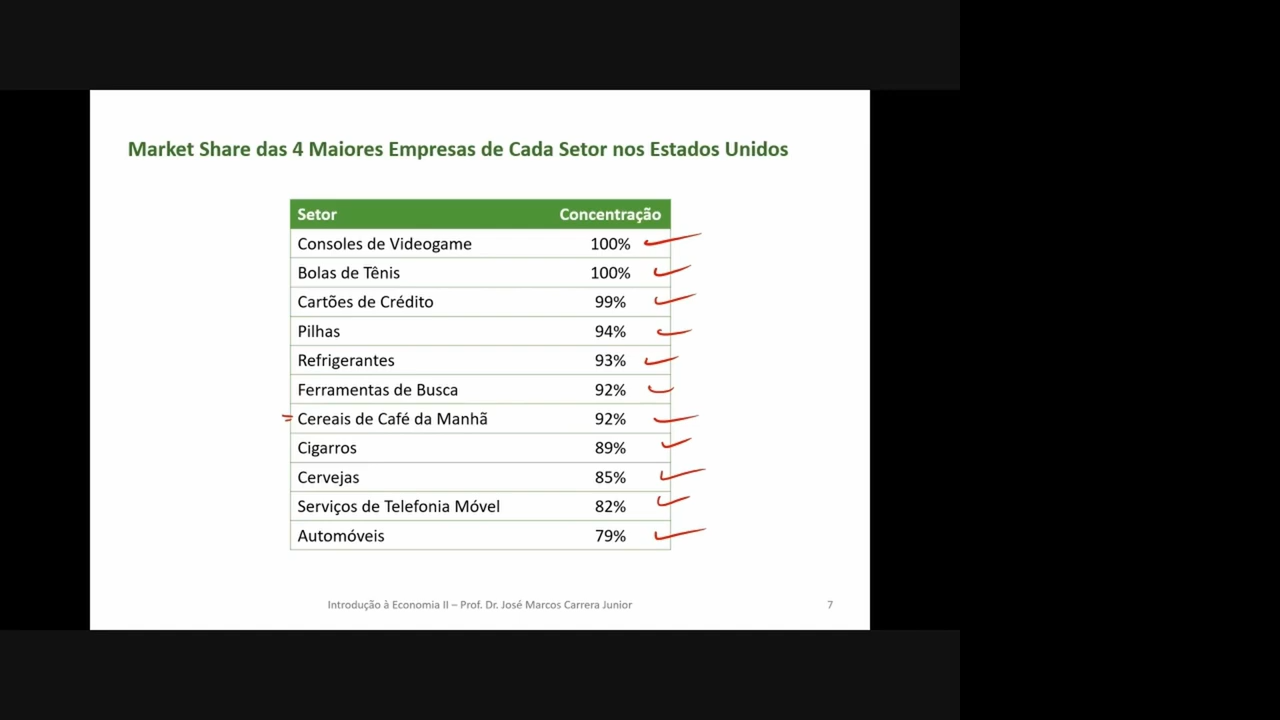 Market Share das 4 Maiores Empresas de Cada Setor nos Estados Unidos
Setor Concentração
Consoles de Videogame 100%
Bolas de Tênis 100%
Cartões de Crédito 99%
Pilhas 94%
Refrigerantes 93%
Ferramentas de Busca 92%
Cereais de Café da Manhã 92%
Cigarros 89%
Cervejas 85%
Serviços de Telefonia Móvel 82%
Automóveis 79%
Introdução à Economia II – Prof. Dr. José Marcos Carrera Junior 7